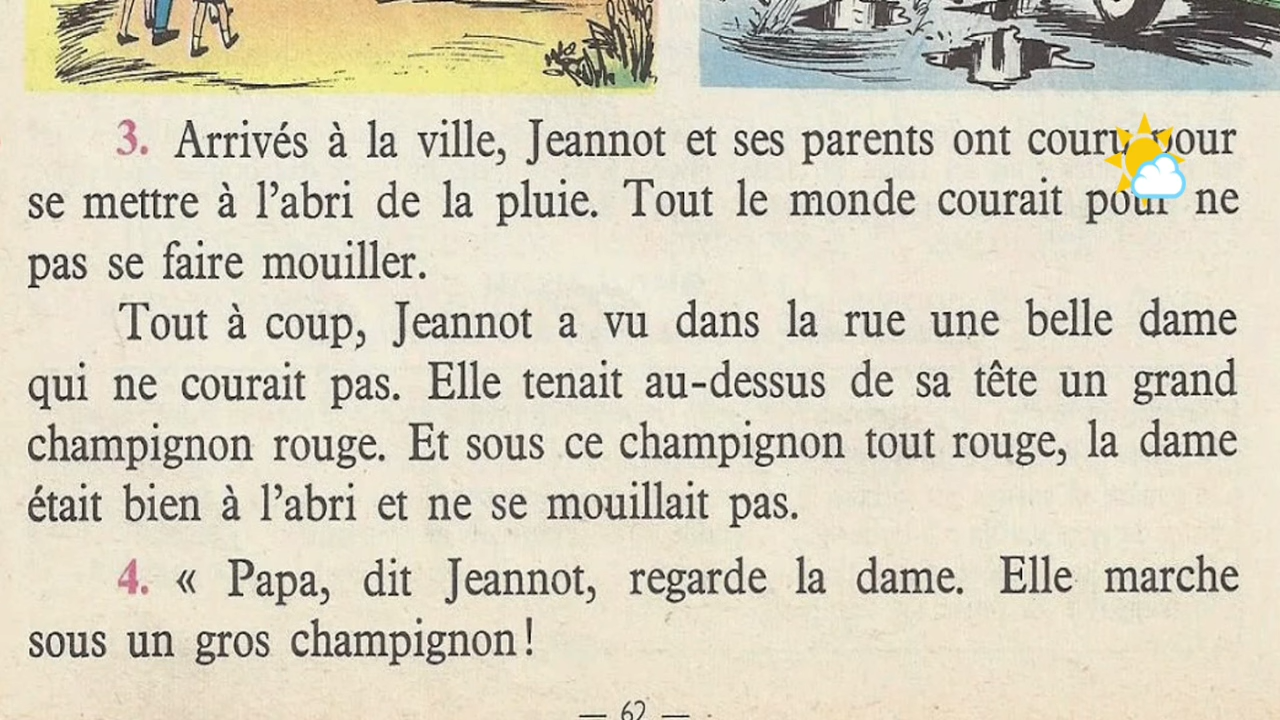 3. Arrivés à la ville, Jeannot et ses parents ont couru pour
se mettre à l'abri de la pluie. Tout le monde courait pour ne
pas se faire mouiller.
Tout à coup, Jeannot a vu dans la rue une belle dame
qui ne courait pas. Elle tenait au-dessus de sa tête un grand
champignon rouge. Et sous ce champignon tout rouge, la dame
était bien à l'abri et ne se mouillait pas.
4. « Papa, dit Jeannot, regarde la dame. Elle marche
sous un gros champignon!
— 62 —